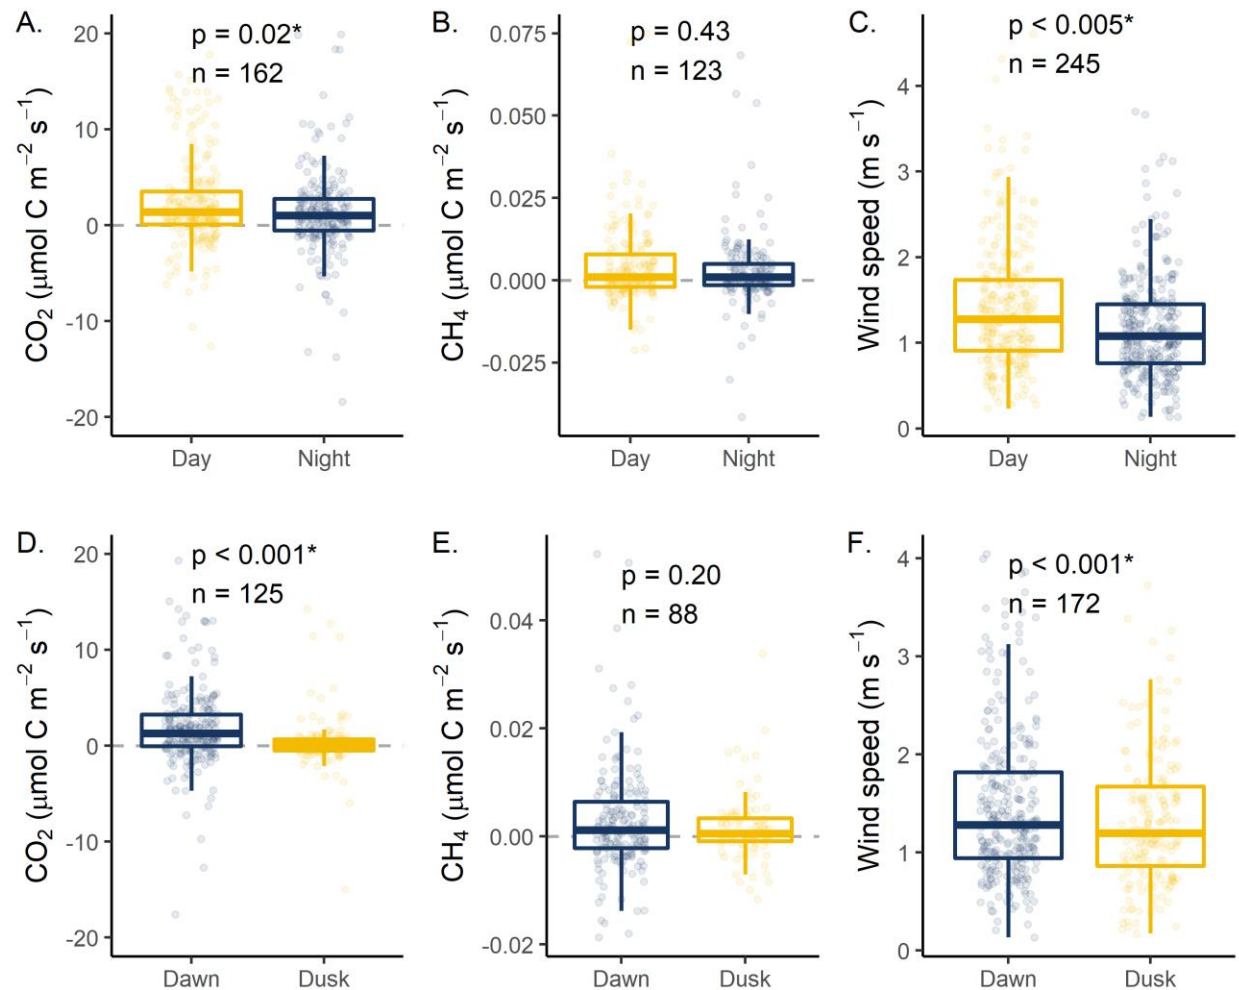 A.
CO2 (μmol C m−2 s−1)
20
10
0
-10
-20
p = 0.02*
n = 162
Day
Night
B.
CH4 (μmol C m−2 s−1)
0.075
0.050
0.025
0.000
-0.025
p = 0.43
n = 123
Day
Night
C.
Wind speed (m s−1)
4
3
2
1
0
p < 0.005*
n = 245
Day
Night
D.
CO2 (μmol C m−2 s−1)
20
10
0
-10
-20
p < 0.001*
n = 125
Dawn
Dusk
E.
CH4 (μmol C m−2 s−1)
0.04
0.02
0.00
-0.02
p = 0.20
n = 88
Dawn
Dusk
F.
Wind speed (m s−1)
4
3
2
1
0
p < 0.001*
n = 172
Dawn
Dusk